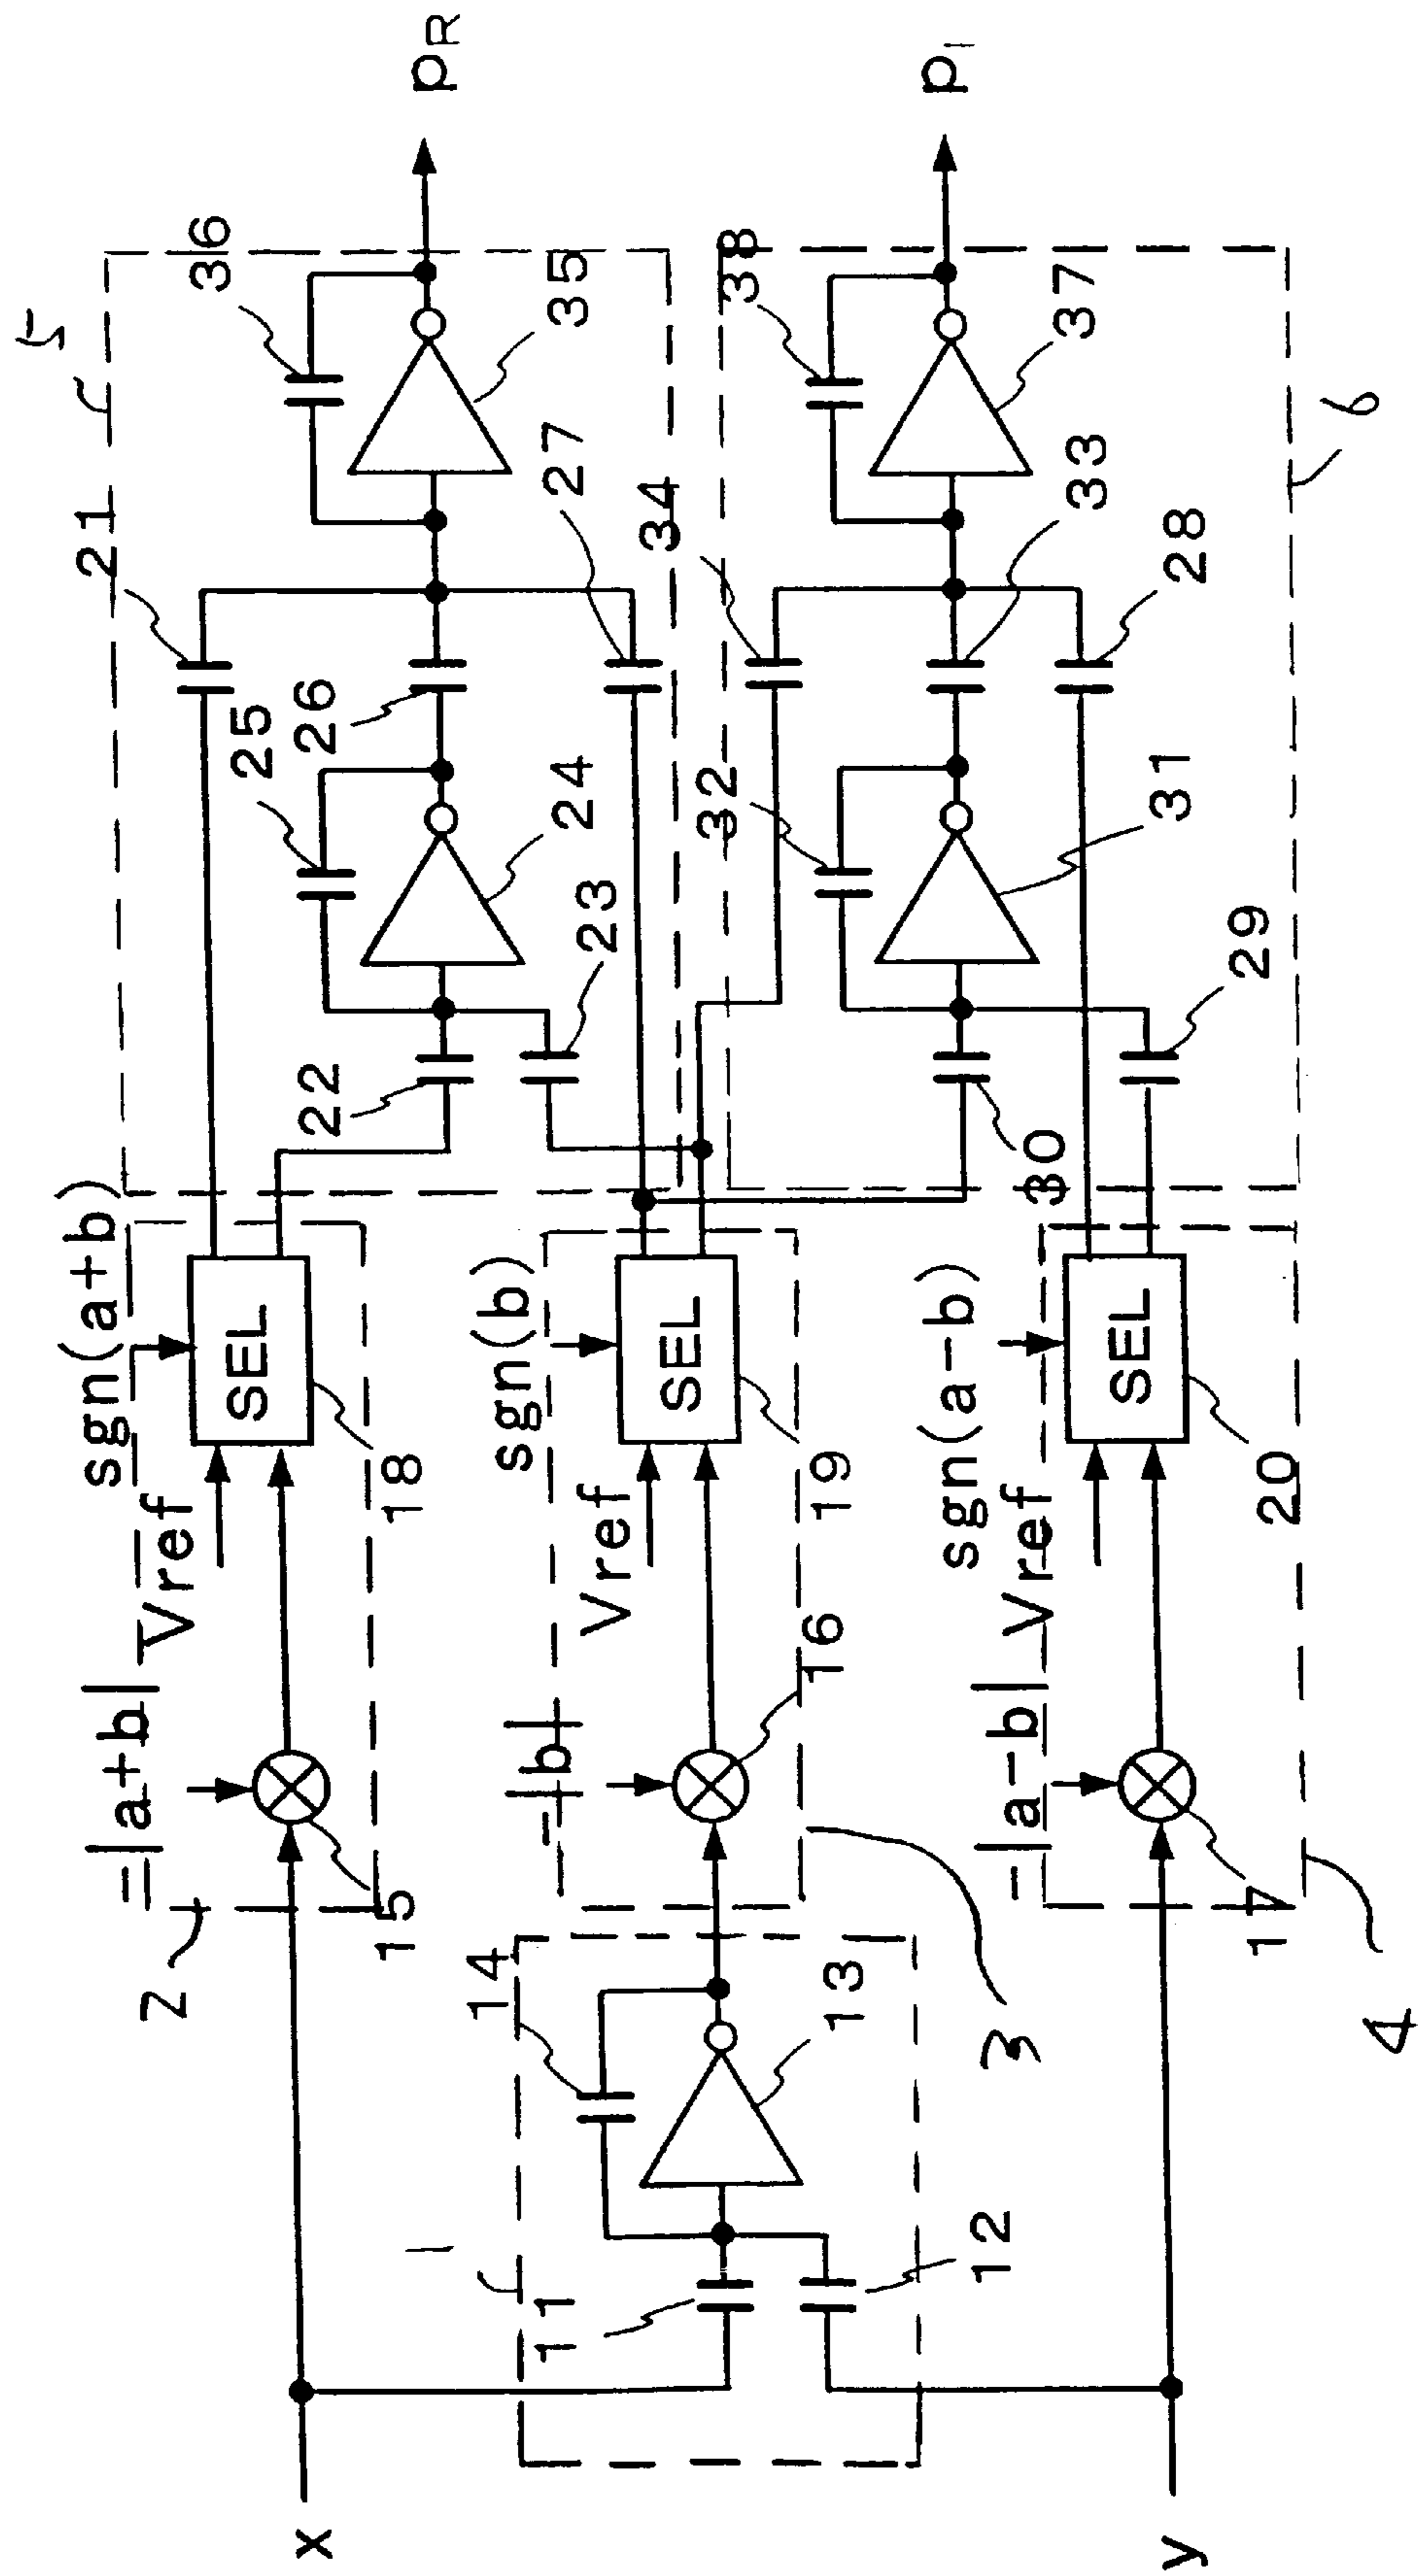 5
36
21
35
pR
25
26
27
24
22
23
34
sgn(a+b)
-|a+b|
Vref
SEL
18
2
15
38
37
33
32
28
31
pI
30
29
6
sgn(b)
-|b|
Vref
SEL
19
16
3
14
13
1
11
12
sgn(a-b)
-|a-b|
Vref
SEL
20
17
4
x
y